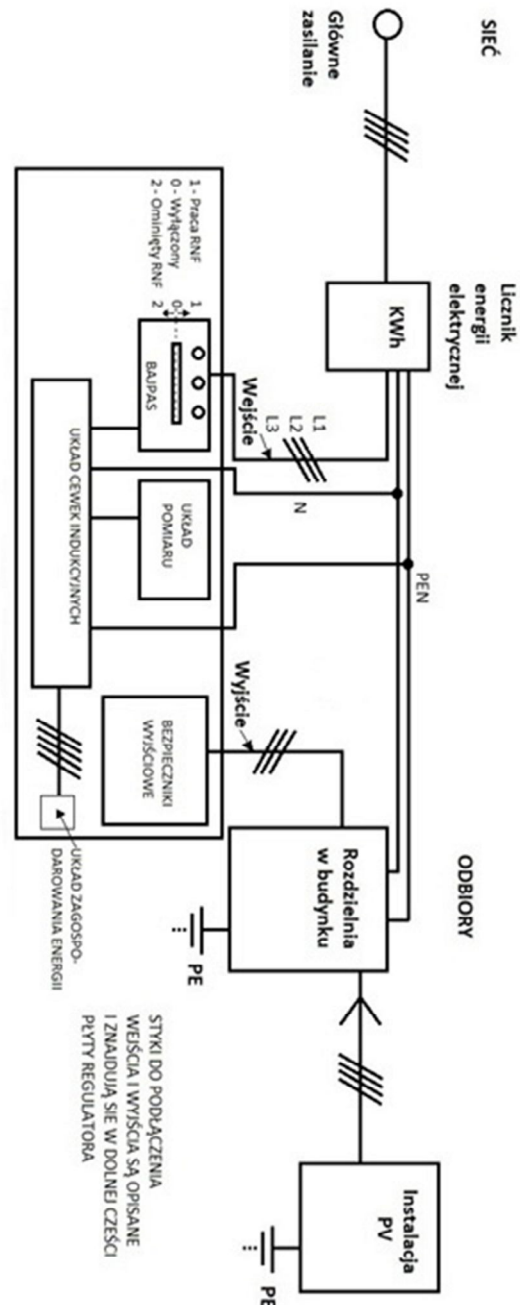 SIEĆ
Główne
zasilanie
Licznik
energii
elektrycznej
KWh
ODBIORY
L1
L2
L3
Wejście
N
PEN
Wyjście
Rozdzielnia
w budynku
PE
Instalacja
PV
PE
1 - Praca RNF
0 - Wyłączony
2 - Ominięty RNF
1
0
2
BAJPAS
UKŁAD
POMIARU
UKŁAD CEWEK INDUKCYJNYCH
BEZPIECZNIKI
WYJŚCIOWE
UKŁAD ZAGOSPO-
DAROWANIA ENERGII
STYKI DO PODŁĄCZENIA
WEJŚCIA I WYJŚCIA SĄ OPISANE
I ZNAJDUJĄ SIE W DOLNEJ CZEŚCI
PŁYTY REGULATORA